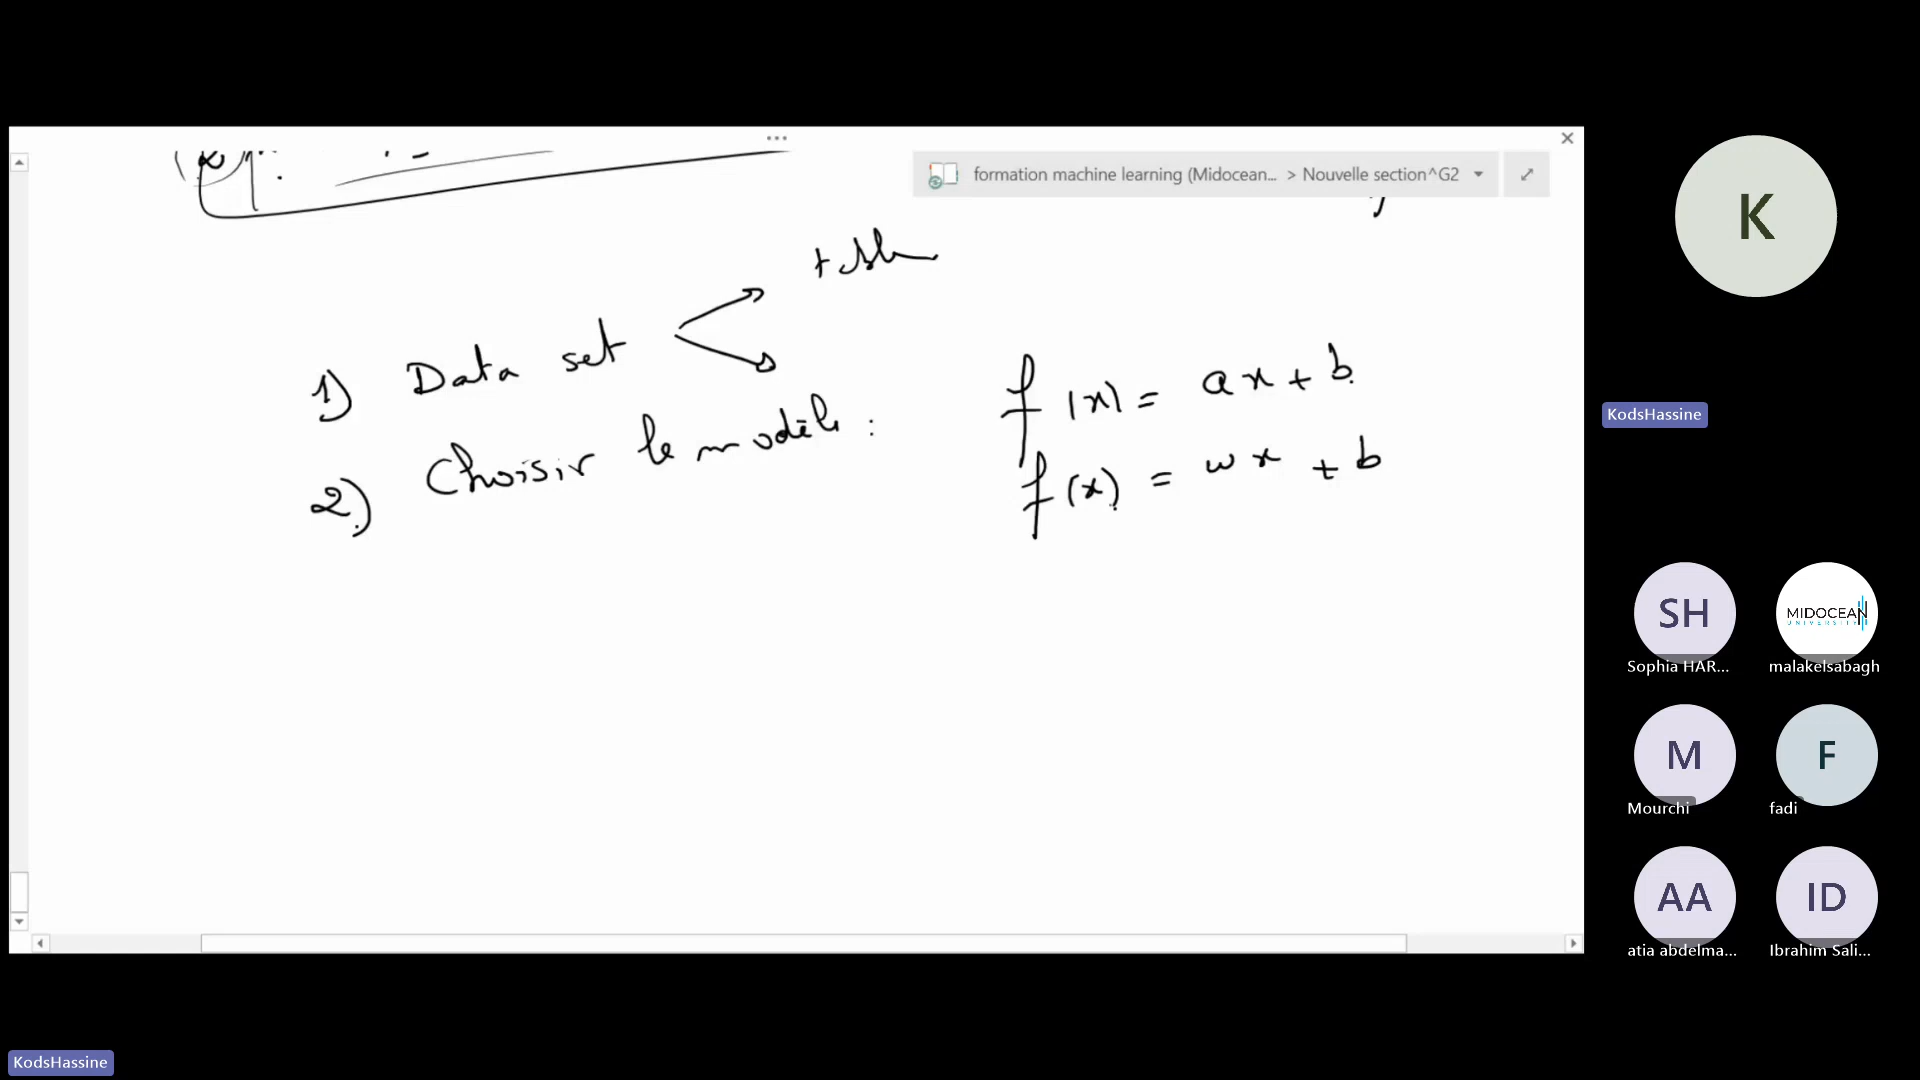 formation machine learning (Midocean... > Nouvelle section^G2
1) Data set
2) Choisir le modèle :
f(x) = ax + b
f(x) = wx + b
K
KodsHassine
SH
Sophia HAR...
MIDOCEAN
UNIVERSITY
malakelsabagh
M
Mourchi
F
fadi
AA
atia abdelma...
ID
Ibrahim Sali...
KodsHassine